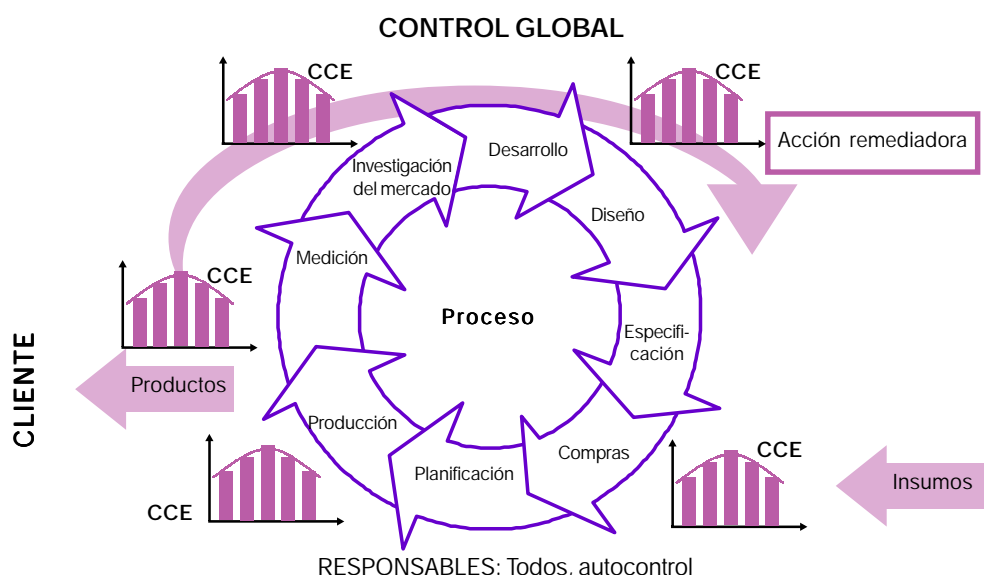 CONTROL GLOBAL
CCE
CCE
Acción remediadora
Desarrollo
Investigación
del mercado
Diseño
Medición
CCE
Proceso
Especifi-
cación
CLIENTE
Productos
Producción
Compras
Planificación
CCE
Insumos
CCE
RESPONSABLES: Todos, autocontrol